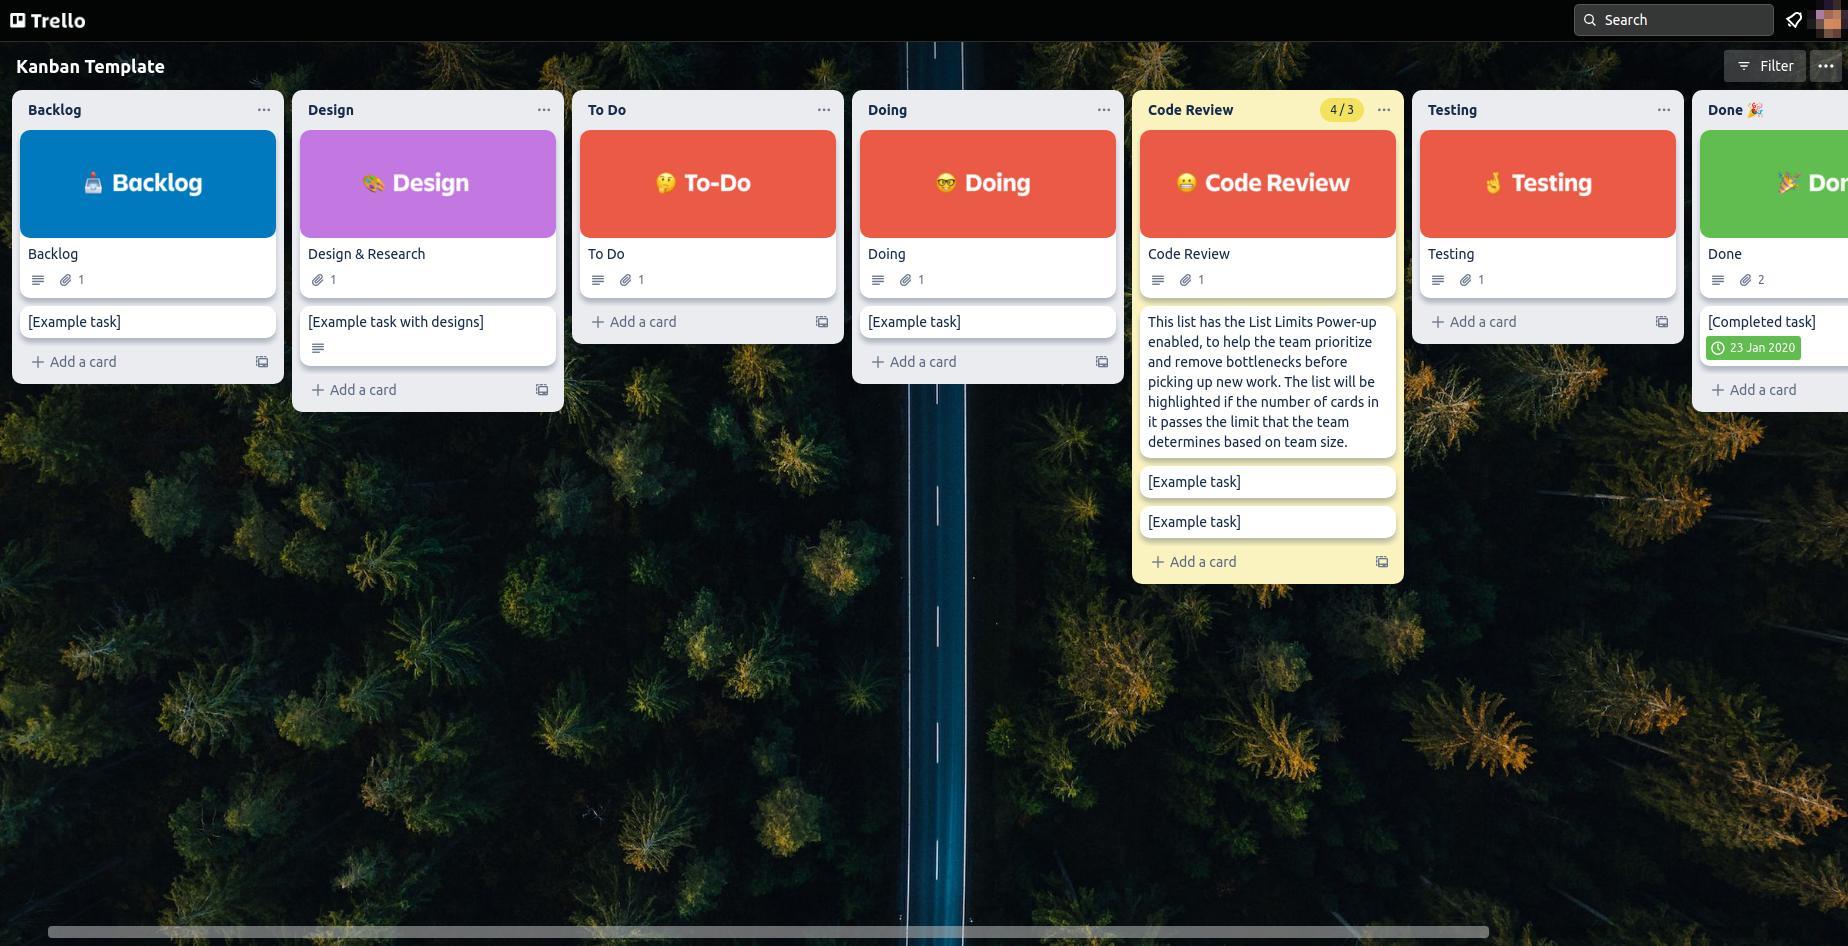 Trello
Search
Kanban Template
Filter
Backlog
Backlog
Backlog
1
[Example task]
Add a card
Design
Design
Design & Research
1
[Example task with designs]
Add a card
To Do
To-Do
To Do
1
Add a card
Doing
Doing
Doing
1
[Example task]
Add a card
Code Review
4 / 3
Code Review
Code Review
1
This list has the List Limits Power-up
enabled, to help the team prioritize
and remove bottlenecks before
picking up new work. The list will be
highlighted if the number of cards in
it passes the limit that the team
determines based on team size.
[Example task]
[Example task]
Add a card
Testing
Testing
Testing
1
Add a card
Done 🎉
Done
2
[Completed task]
23 Jan 2020
Add a card